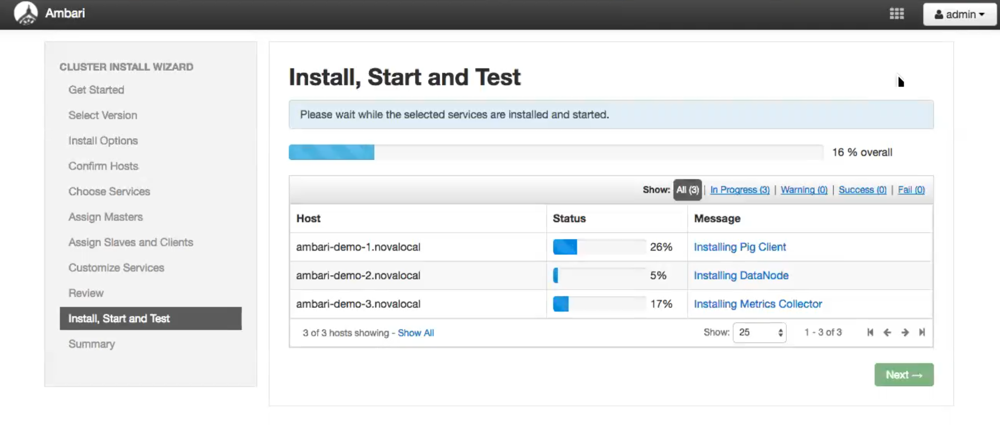 Ambari
admin
CLUSTER INSTALL WIZARD
Get Started
Select Version
Install Options
Confirm Hosts
Choose Services
Assign Masters
Assign Slaves and Clients
Customize Services
Review
Install, Start and Test
Summary
Install, Start and Test
Please wait while the selected services are installed and started.
16 % overall
Show: All (3) | In Progress (3) | Warning (0) | Success (0) | Fail (0)
Host Status Message
ambari-demo-1.novalocal 26% Installing Pig Client
ambari-demo-2.novalocal 5% Installing DataNode
ambari-demo-3.novalocal 17% Installing Metrics Collector
3 of 3 hosts showing - Show All Show: 25 1 - 3 of 3
Next →